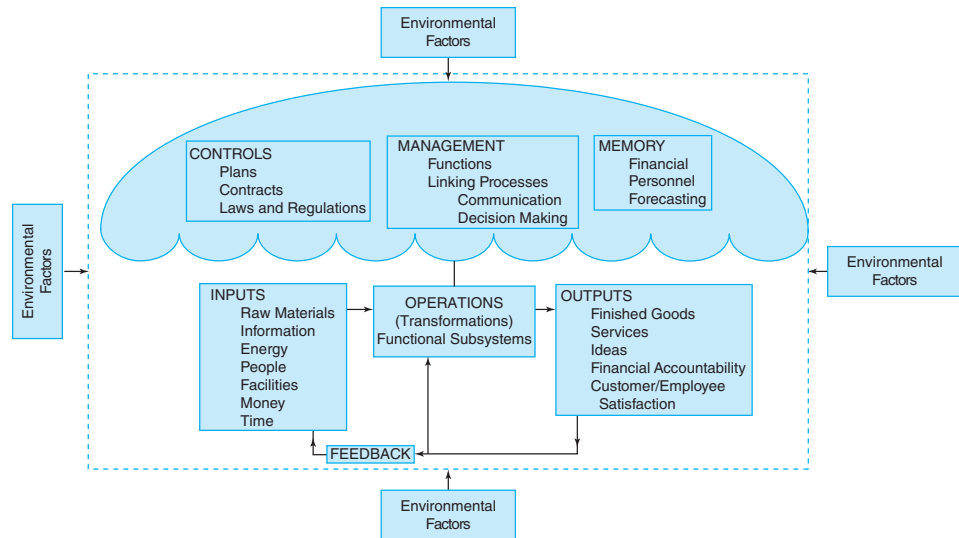 Environmental
Factors
CONTROLS
Plans
Contracts
Laws and Regulations
MANAGEMENT
Functions
Linking Processes
Communication
Decision Making
MEMORY
Financial
Personnel
Forecasting
Environmental
Factors
Environmental
Factors
INPUTS
Raw Materials
Information
Energy
People
Facilities
Money
Time
OPERATIONS
(Transformations)
Functional Subsystems
OUTPUTS
Finished Goods
Services
Ideas
Financial Accountability
Customer/Employee
Satisfaction
FEEDBACK
Environmental
Factors